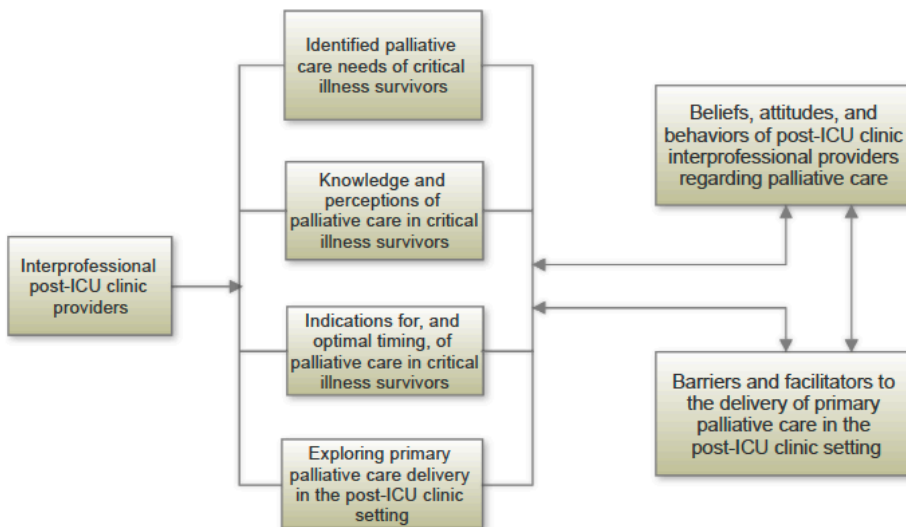 Identified palliative
care needs of critical
illness survivors
Knowledge and
perceptions of
palliative care in critical
illness survivors
Interprofessional
post-ICU clinic
providers
Indications for, and
optimal timing, of
palliative care in critical
illness survivors
Exploring primary
palliative care delivery
in the post-ICU clinic
setting
Beliefs, attitudes, and
behaviors of post-ICU clinic
interprofessional providers
regarding palliative care
Barriers and facilitators to
the delivery of primary
palliative care in the
post-ICU clinic setting